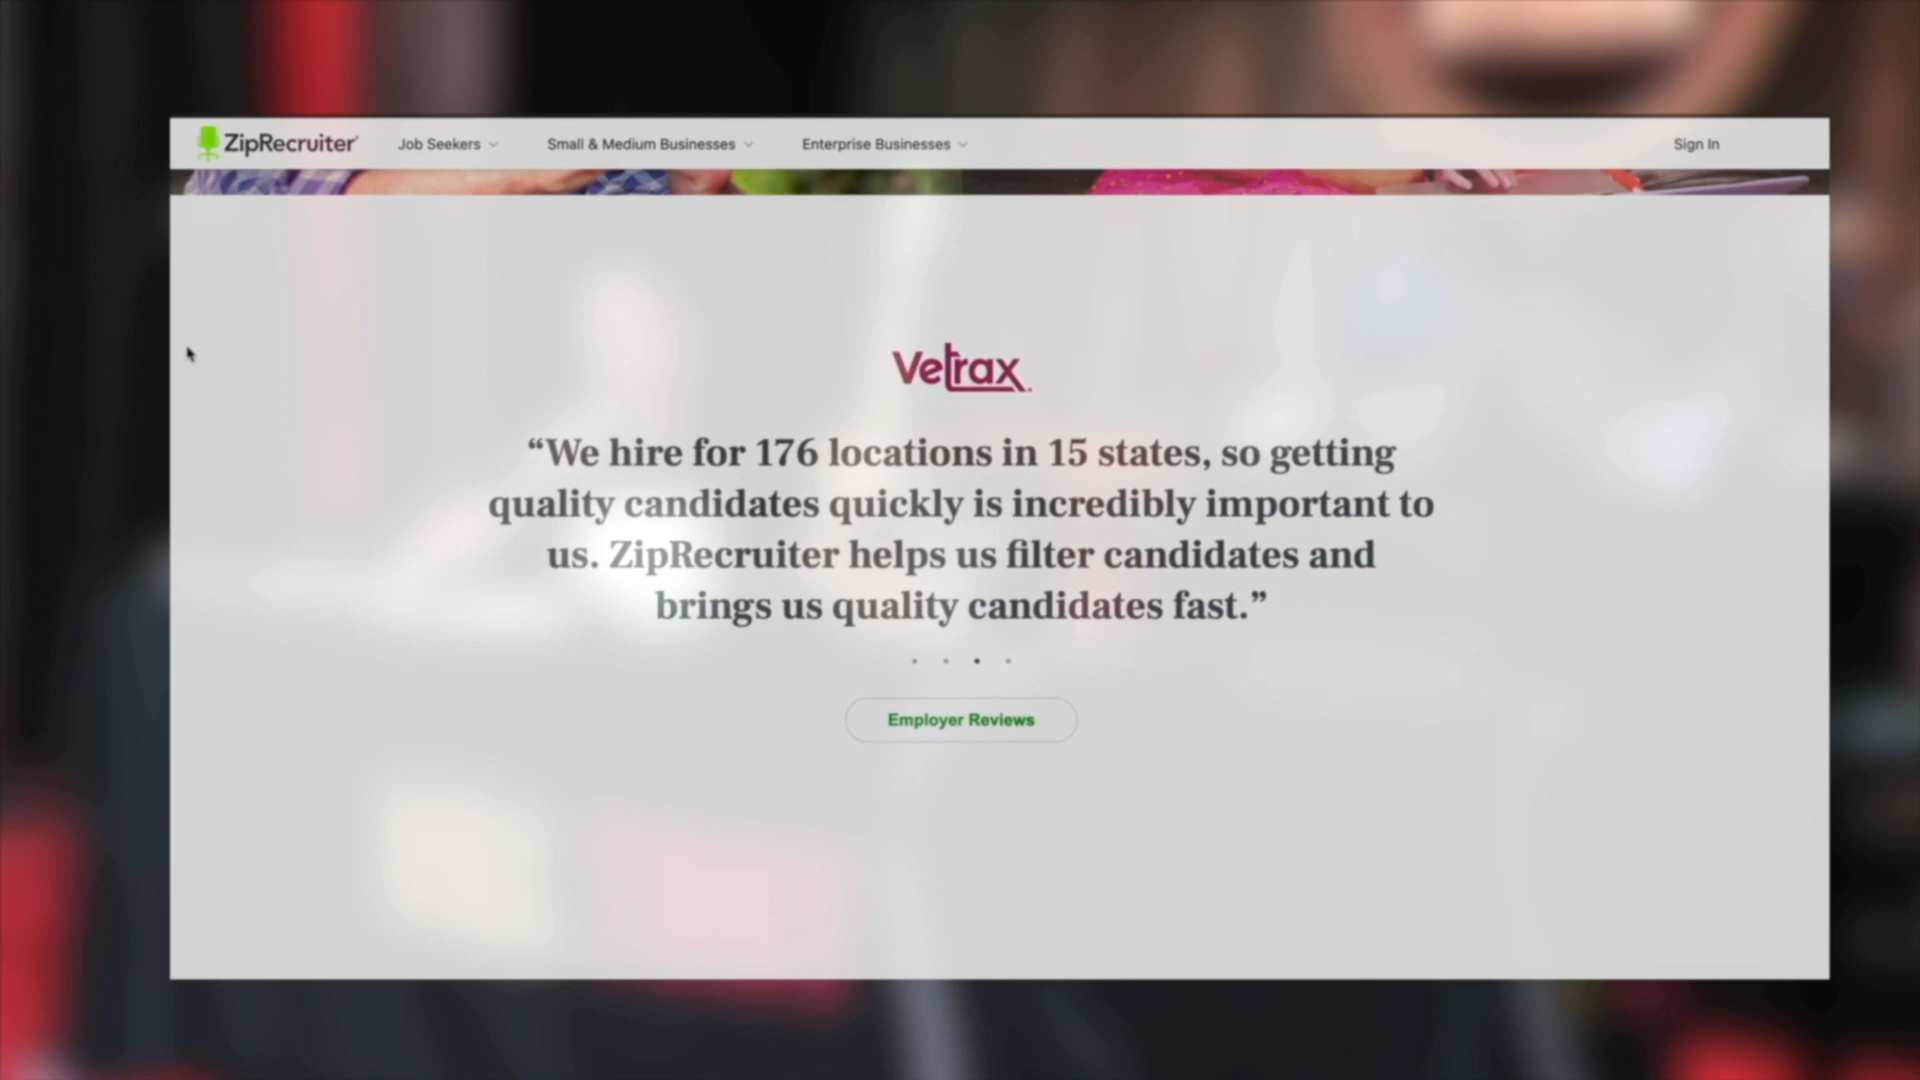 ZipRecruiter
Job Seekers
Small & Medium Businesses
Enterprise Businesses
Sign In
Vetrax
“We hire for 176 locations in 15 states, so getting
quality candidates quickly is incredibly important to
us. ZipRecruiter helps us filter candidates and
brings us quality candidates fast.”
Employer Reviews